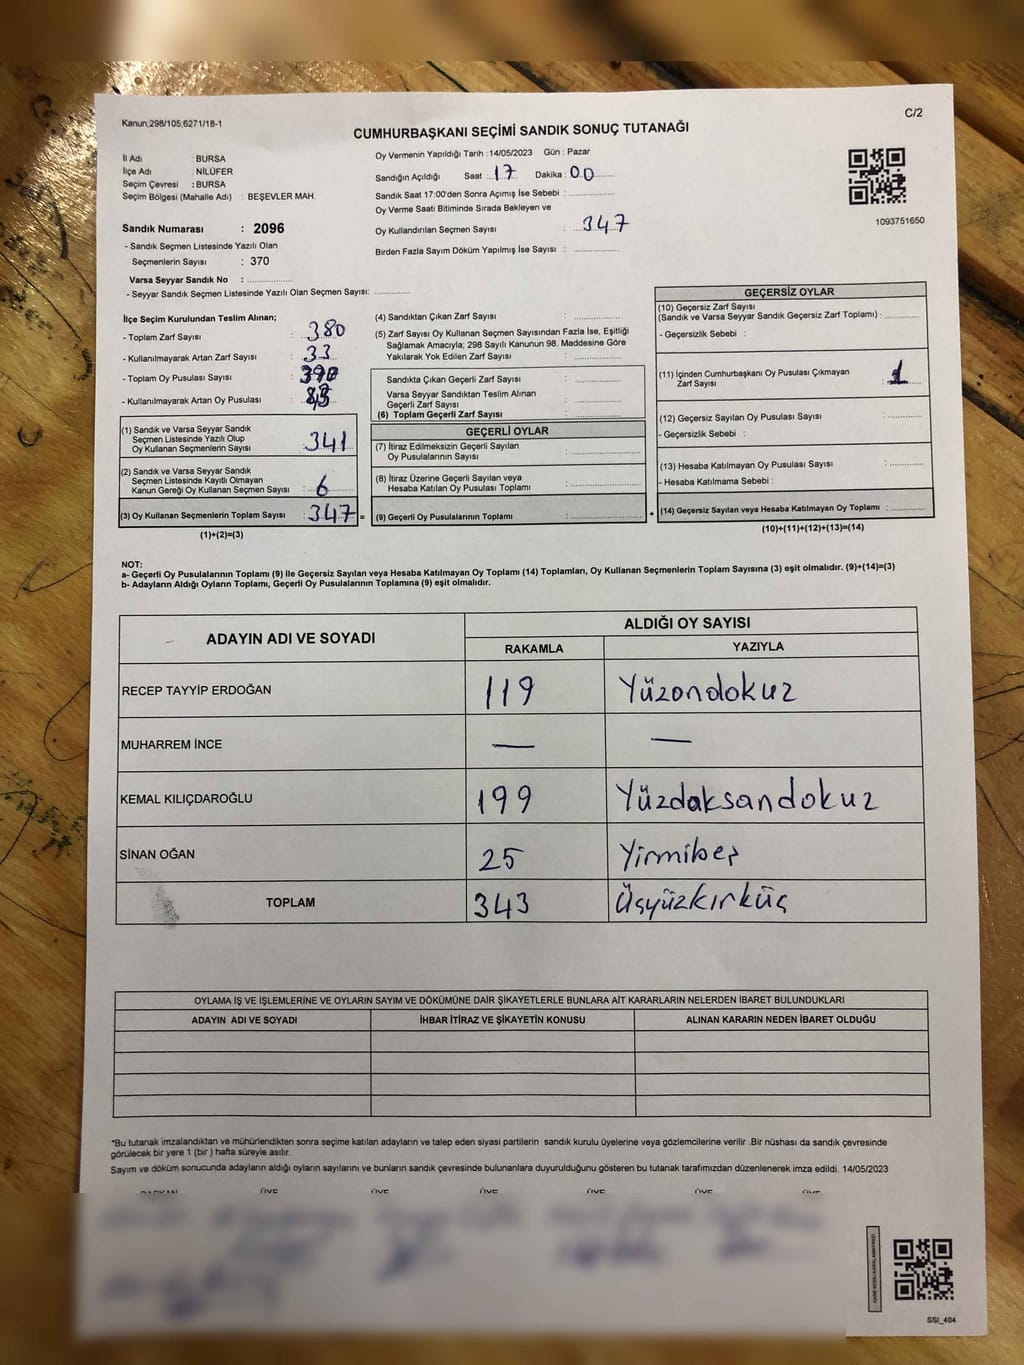 Kanun,298/105,6271/18-1
C/2
CUMHURBAŞKANI SEÇİMİ SANDIK SONUÇ TUTANAĞI
İl Adı : BURSA
İlçe Adı : NİLÜFER
Seçim Çevresi : BURSA
Seçim Bölgesi (Mahalle Adı) : BEŞEVLER MAH.
Oy Vermenin Yapıldığı Tarih : 14/05/2023 Gün : Pazar
Sandığın Açıldığı Saat : 17 Dakika : 00
Sandık Saat 17:00'den Sonra Açımış İse Sebebi :
Oy Verme Saati Bitiminde Sırada Bekleyen ve
Oy Kullandırılan Seçmen Sayısı : 347
Birden Fazla Sayım Döküm Yapılmış İse Sayısı :
1093751650
Sandık Numarası : 2096
- Sandık Seçmen Listesinde Yazılı Olan
Seçmenlerin Sayısı : 370
Varsa Seyyar Sandık No :
- Seyyar Sandık Seçmen Listesinde Yazılı Olan Seçmen Sayısı:
İlçe Seçim Kurulundan Teslim Alınan;
- Toplam Zarf Sayısı : 380
- Kullanılmayarak Artan Zarf Sayısı : 33
- Toplam Oy Pusulası Sayısı : 390
- Kullanılmayarak Artan Oy Pusulası :
(1) Sandık ve Varsa Seyyar Sandık
Seçmen Listesinde Yazılı Olup
Oy Kullanan Seçmenlerin Sayısı : 341
(2) Sandık ve Varsa Seyyar Sandık
Seçmen Listesinde Kayıtlı Olmayan
Kanun Gereği Oy Kullanan Seçmen Sayısı : 6
(3) Oy Kullanan Seçmenlerin Toplam Sayısı : 347 =
(1)+(2)=(3)
(4) Sandıktan Çıkan Zarf Sayısı :
(5) Zarf Sayısı Oy Kullanan Seçmen Sayısından Fazla İse, Eşitliği
Sağlamak Amacıyla; 298 Sayılı Kanunun 98. Maddesine Göre
Yakılarak Yok Edilen Zarf Sayısı :
Sandıkta Çıkan Geçerli Zarf Sayısı :
Varsa Seyyar Sandıktan Teslim Alınan
Geçerli Zarf Sayısı :
(6) Toplam Geçerli Zarf Sayısı :
GEÇERLİ OYLAR
(7) İtiraz Edilmeksizin Geçerli Sayılan
Oy Pusulalarının Sayısı :
(8) İtiraz Üzerine Geçerli Sayılan veya
Hesaba Katılan Oy Pusulası Toplamı :
(9) Geçerli Oy Pusulalarının Toplamı : +
GEÇERSİZ OYLAR
(10) Geçersiz Zarf Sayısı
(Sandık ve Varsa Seyyar Sandık Geçersiz Zarf Toplamı) :
- Geçersizlik Sebebi :
(11) İçinden Cumhurbaşkanı Oy Pusulası Çıkmayan
Zarf Sayısı : 1
(12) Geçersiz Sayılan Oy Pusulası Sayısı :
- Geçersizlik Sebebi :
(13) Hesaba Katılmayan Oy Pusulası Sayısı :
- Hesaba Katılmama Sebebi :
(14) Geçersiz Sayılan veya Hesaba Katılmayan Oy Toplamı :
(10)+(11)+(12)+(13)=(14)
NOT:
a- Geçerli Oy Pusulalarının Toplamı (9) ile Geçersiz Sayılan veya Hesaba Katılmayan Oy Toplamı (14) Toplamları, Oy Kullanan Seçmenlerin Toplam Sayısına (3) eşit olmalıdır. (9)+(14)=(3)
b- Adayların Aldığı Oyların Toplamı, Geçerli Oy Pusulalarının Toplamına (9) eşit olmalıdır.
ADAYIN ADI VE SOYADI ALDIĞI OY SAYISI
RAKAMLA YAZIYLA
RECEP TAYYİP ERDOĞAN 119 Yüzondokuz
MUHARREM İNCE — —
KEMAL KILIÇDAROĞLU 199 Yüzdaksandokuz
SİNAN OĞAN 25 Yirmibeş
TOPLAM 343 Üçyüzkırküç
OYLAMA İŞ VE İŞLEMLERİNE VE OYLARIN SAYIM VE DÖKÜMÜNE DAİR ŞİKAYETLERLE BUNLARA AİT KARARLARIN NELERDEN İBARET BULUNDUKLARI
ADAYIN ADI VE SOYADI İHBAR İTİRAZ VE ŞİKAYETİN KONUSU ALINAN KARARIN NEDEN İBARET OLDUĞU
*Bu tutanak imzalandıktan ve mühürlendikten sonra seçime katılan adayların ve talep eden siyasi partilerin sandık kurulu üyelerine veya gözlemcilerine verilir .Bir nüshası da sandık çevresinde
görülecek bir yere 1 (bir ) hafta süreyle asılır.
Sayım ve döküm sonucunda adayların aldığı oyların sayılarını ve bunların sandık çevresinde bulunanlara duyurulduğunu gösteren bu tutanak tarafımızdan düzenlenerek imza edildi. 14/05/2023
BAŞKAN ÜYE ÜYE ÜYE ÜYE ÜYE ÜYE
SSI_404